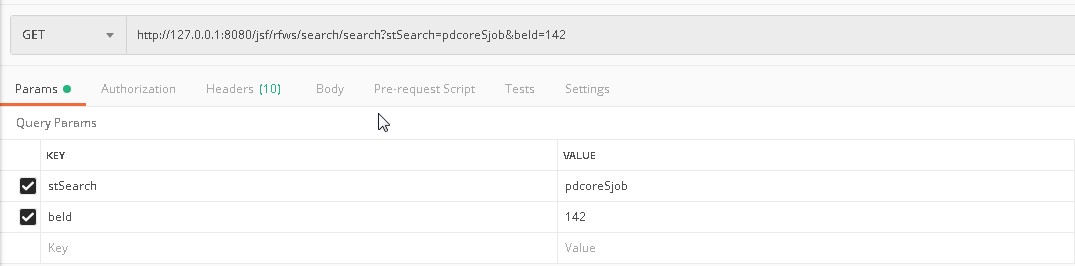 GET http://127.0.0.1:8080/jsf/rfws/search/search?stSearch=pdcoreSjob&beId=142
Params Authorization Headers (10) Body Pre-request Script Tests Settings
Query Params
KEY VALUE
stSearch pdcoreSjob
beId 142
Key Value